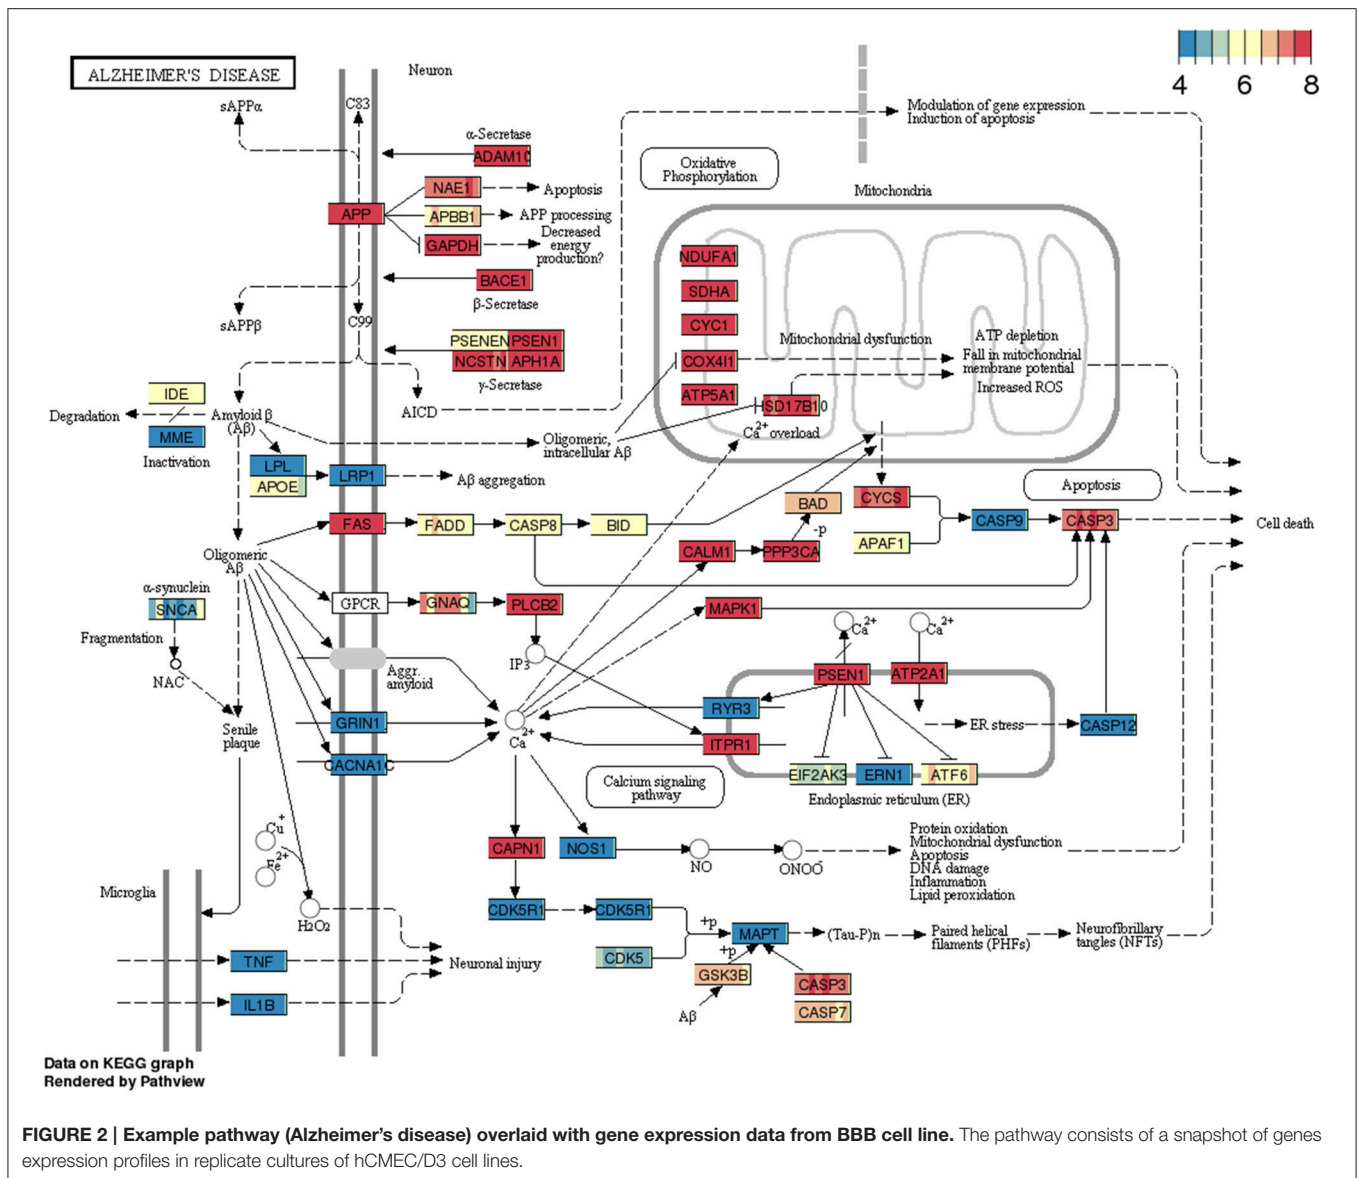 ALZHEIMER'S DISEASE
Neuron
4 6 8
sAPPα
C83
α-Secretase
ADAM10
Modulation of gene expression
Induction of apoptosis
Oxidative
Phosphorylation
Mitochondria
NAE1
Apoptosis
APP
APBB1
APP processing
GAPDH
Decreased
energy
production?
BACE1
β-Secretase
sAPPβ
C99
PSENEN PSEN1
NCSTN APH1A
γ-Secretase
NDUFA1
SDHA
CYC1
COX4I1
ATP5A1
SD17B10
Mitochondrial dysfunction
ATP depletion
Fall in mitochondrial
membrane potential
Increased ROS
IDE
Degradation
MME
Inactivation
Amyloid β
(Aβ)
AICD
Oligomeric,
intracellular Aβ
Ca2+ overload
LPL
APOE
LRP1
Aβ aggregation
FAS
FADD
CASP8
BID
BAD
CYCS
APAF1
Apoptosis
CASP9
CASP3
Cell death
-p
CALM1
PPP3CA
Oligomeric
Aβ
α-synuclein
SNCA
Fragmentation
NAC
GPCR
GNAQ
PLCB2
MAPK1
IP3
Ca2+
Ca2+
Aggr.
amyloid
PSEN1
ATP2A1
RYR3
ITPR1
ER stress
CASP12
Senile
plaque
GRIN1
CACNA1C
Ca2+
EIF2AK3
ERN1
ATF6
Endoplasmic reticulum (ER)
Calcium signaling
pathway
Cu+
Fe2+
CAPN1
NOS1
NO
ONOO-
Protein oxidation
Mitochondrial dysfunction
Apoptosis
DNA damage
Inflammation
Lipid peroxidation
Microglia
H2O2
CDK5R1
CDK5R1
+p
MAPT
(Tau-P)n
Paired helical
filaments (PHFs)
Neurofibrillary
tangles (NFTs)
CDK5
+p
GSK3B
Aβ
CASP3
CASP7
TNF
IL1B
Neuronal injury
Data on KEGG graph
Rendered by Pathview
FIGURE 2 | Example pathway (Alzheimer's disease) overlaid with gene expression data from BBB cell line. The pathway consists of a snapshot of genes
expression profiles in replicate cultures of hCMEC/D3 cell lines.